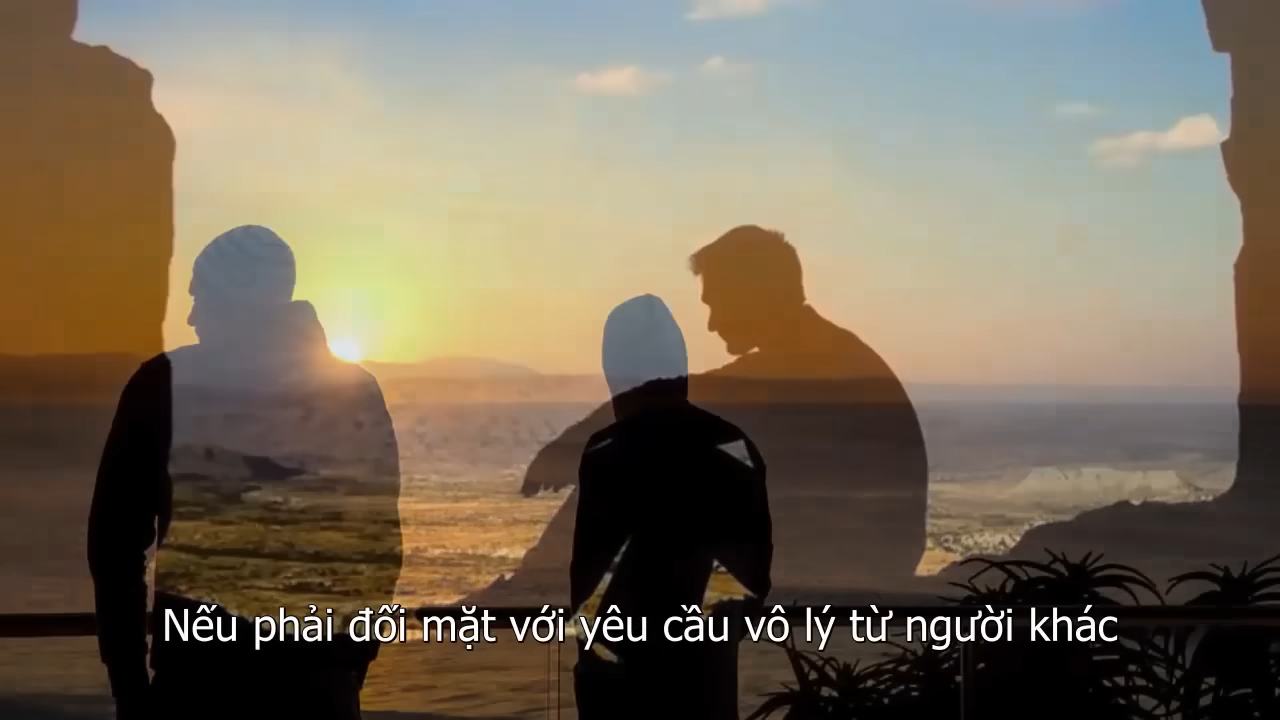 Nếu phải đối mặt với yêu cầu vô lý từ người khác